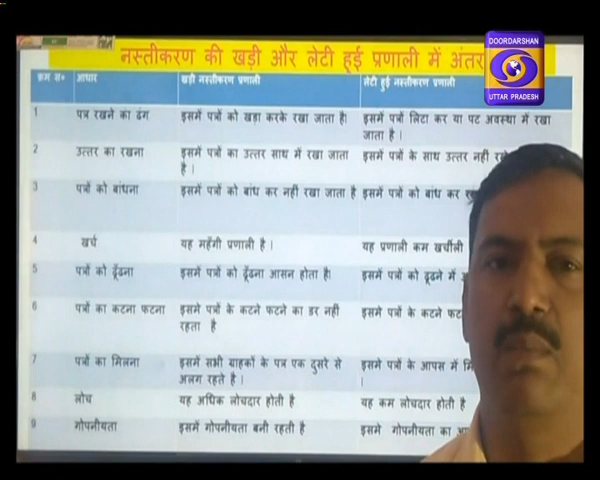 नस्तीकरण की खड़ी और लेटी हुई प्रणाली में अंतर
DOORDARSHAN
UTTAR PRADESH
क्रम स० आधार खड़ी नस्तीकरण प्रणाली लेटी हुई नस्तीकरण प्रणाली
1 पत्र रखने का ढंग इसमें पत्रों को खड़ा करके रखा जाता है। इसमें पत्रों लिटा कर या पट अवस्था में रखा
जाता है ।
2 उत्तर का रखना इसमें पत्रों का उत्तर साथ में रखा जाता इसमें पत्रों के साथ उत्तर नहीं
है ।
3 पत्रों को बांधना इसमें पत्रों को बांध कर नहीं रखा जाता है इसमें पत्रों को बांध कर
4 खर्च यह महेंगी प्रणाली है । यह प्रणाली कम खर्चीली
5 पत्रों को ढूँढना इसमें पत्रों को ढूँढना आसन होता है। इसमें पत्रों को ढूढने में
6 पत्रों का कटना फटना इसमे पत्रों के कटने फटने का डर नहीं इसमे पत्रों के कटने
रहता है
7 पत्रों का मिलना इसमें सभी ग्राहकों के पत्र एक दुसरे से इसमे पत्रों के आपस में
अलग रहते है । ।
8 लोच यह अधिक लोचदार होती है यह कम लोचदार होती है
9 गोपनीयता इसमें गोपनीयता बनी रहती है इसमे गोपनीयता का